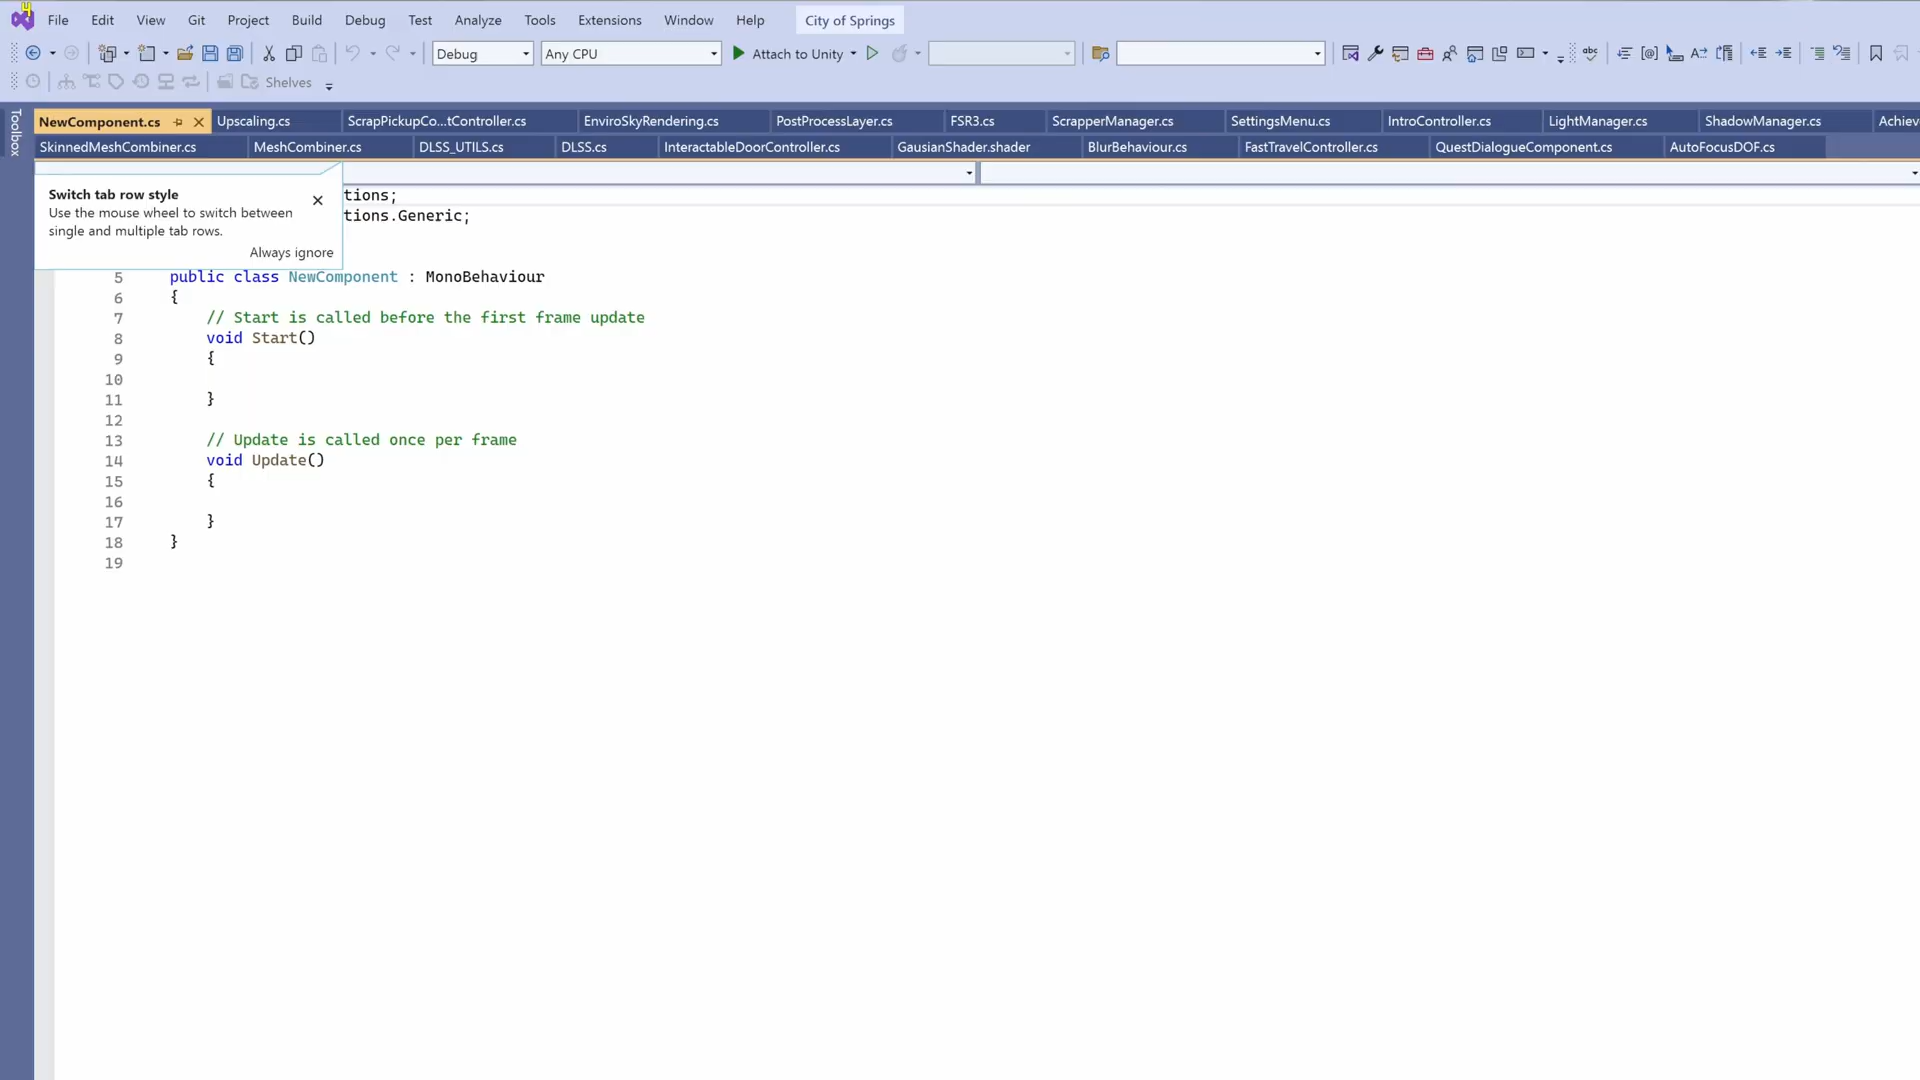 File Edit View Git Project Build Debug Test Analyze Tools Extensions Window Help City of Springs
Debug Any CPU Attach to Unity
Shelves
Toolbox
NewComponent.cs Upscaling.cs ScrapPickupCo...tController.cs EnviroSkyRendering.cs PostProcessLayer.cs FSR3.cs ScrapperManager.cs SettingsMenu.cs IntroController.cs LightManager.cs ShadowManager.cs Achiev
SkinnedMeshCombiner.cs MeshCombiner.cs DLSS_UTILS.cs DLSS.cs InteractableDoorController.cs GausianShader.shader BlurBehaviour.cs FastTravelController.cs QuestDialogueComponent.cs AutoFocusDOF.cs
Switch tab row style
Use the mouse wheel to switch between
single and multiple tab rows.
Always ignore
tions;
tions.Generic;
5 public class NewComponent : MonoBehaviour
6 {
7 // Start is called before the first frame update
8 void Start()
9 {
10
11 }
12
13 // Update is called once per frame
14 void Update()
15 {
16
17 }
18 }
19